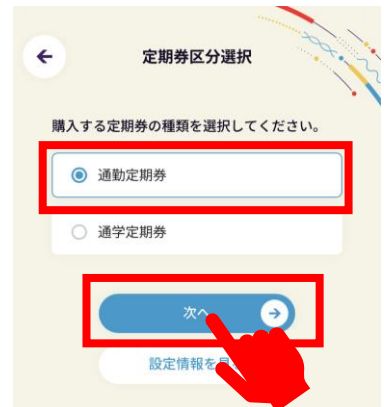 定期券区分選択
購入する定期券の種類を選択してください。
通勤定期券
通学定期券
次へ
設定情報を見